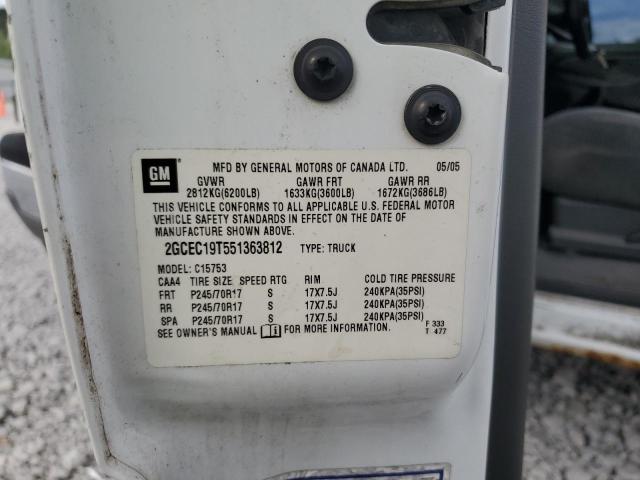 GM
MFD BY GENERAL MOTORS OF CANADA LTD. 05/05
GVWR GAWR FRT GAWR RR
2812KG(6200LB) 1633KG(3600LB) 1672KG(3686LB)
THIS VEHICLE CONFORMS TO ALL APPLICABLE U.S. FEDERAL MOTOR
VEHICLE SAFETY STANDARDS IN EFFECT ON THE DATE OF
MANUFACTURE SHOWN ABOVE.
2GCEC19T551363812 TYPE: TRUCK
MODEL: C15753
CAA4 TIRE SIZE SPEED RTG RIM COLD TIRE PRESSURE
FRT P245/70R17 S 17X7.5J 240KPA(35PSI)
RR P245/70R17 S 17X7.5J 240KPA(35PSI)
SPA P245/70R17 S 17X7.5J 240KPA(35PSI)
SEE OWNER'S MANUAL FOR MORE INFORMATION. F 333
T 477